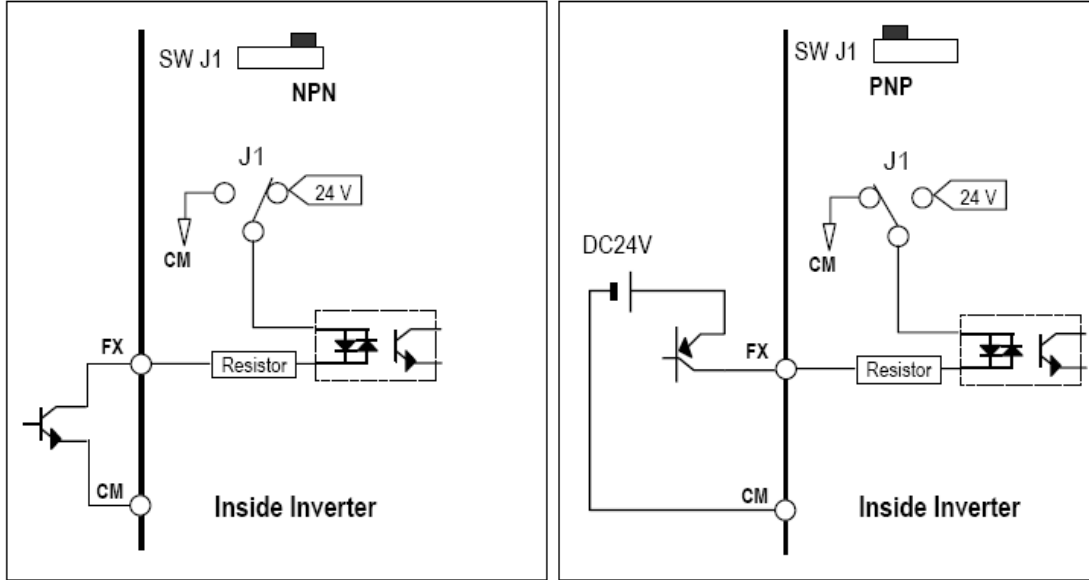 SW J1
NPN
J1
24 V
CM
FX
Resistor
CM
Inside Inverter
SW J1
PNP
J1
24 V
CM
DC24V
FX
Resistor
CM
Inside Inverter